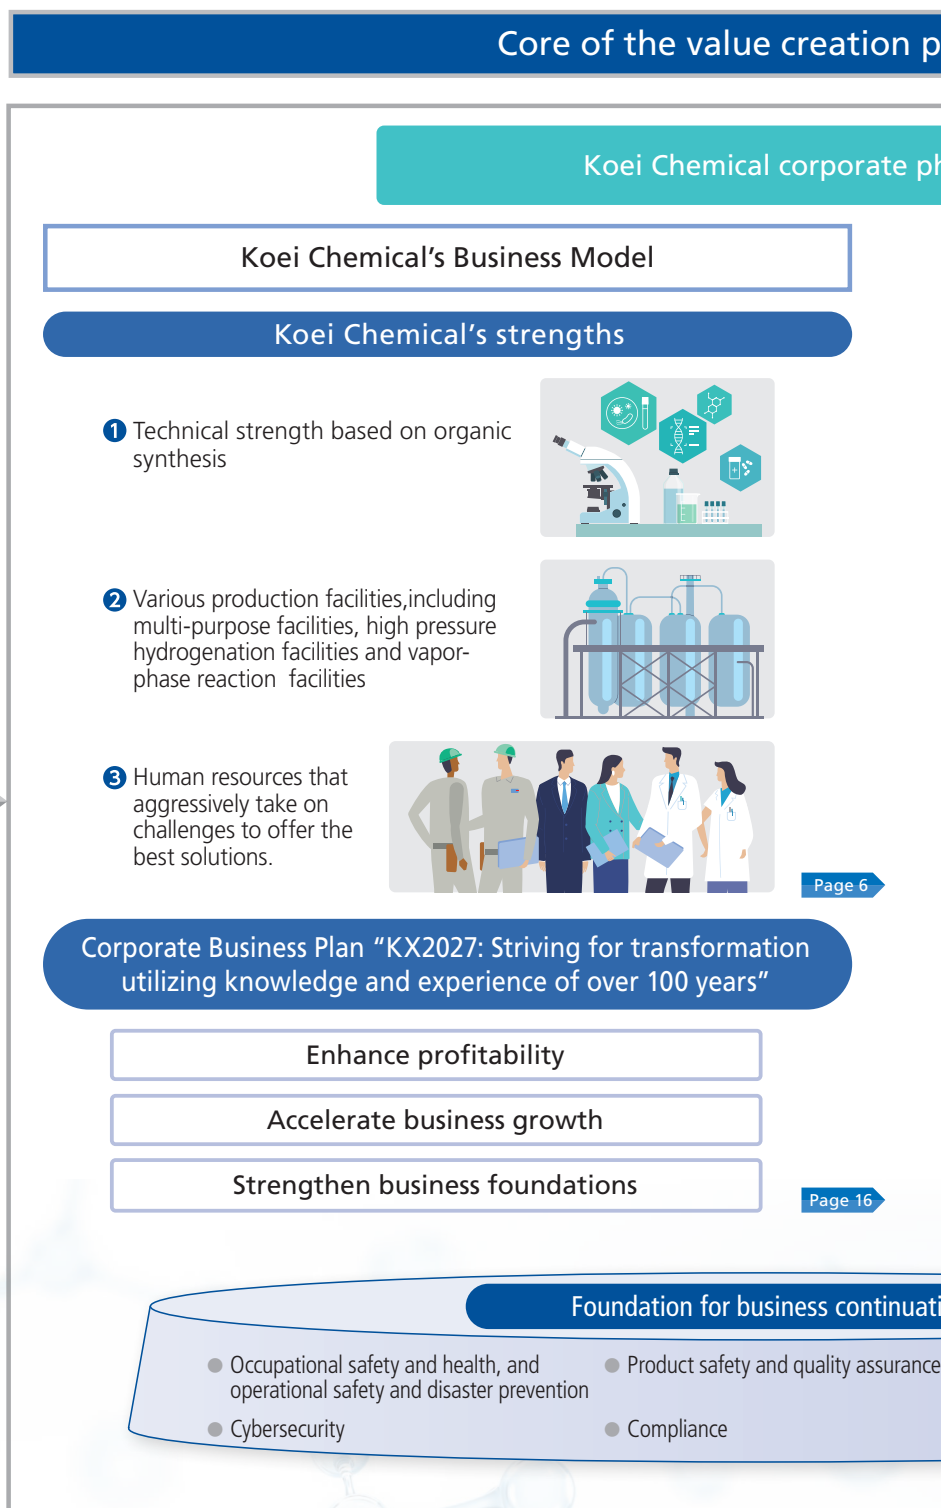 Core of the value creation p
Koei Chemical corporate ph
Koei Chemical's Business Model
Koei Chemical's strengths
1 Technical strength based on organic
synthesis
2 Various production facilities,including
multi-purpose facilities, high pressure
hydrogenation facilities and vapor-
phase reaction facilities
3 Human resources that
aggressively take on
challenges to offer the
best solutions.
Page 6
Corporate Business Plan “KX2027: Striving for transformation
utilizing knowledge and experience of over 100 years”
Enhance profitability
Accelerate business growth
Strengthen business foundations
Page 16
Foundation for business continuati
● Occupational safety and health, and
operational safety and disaster prevention
● Product safety and quality assurance
● Cybersecurity
● Compliance